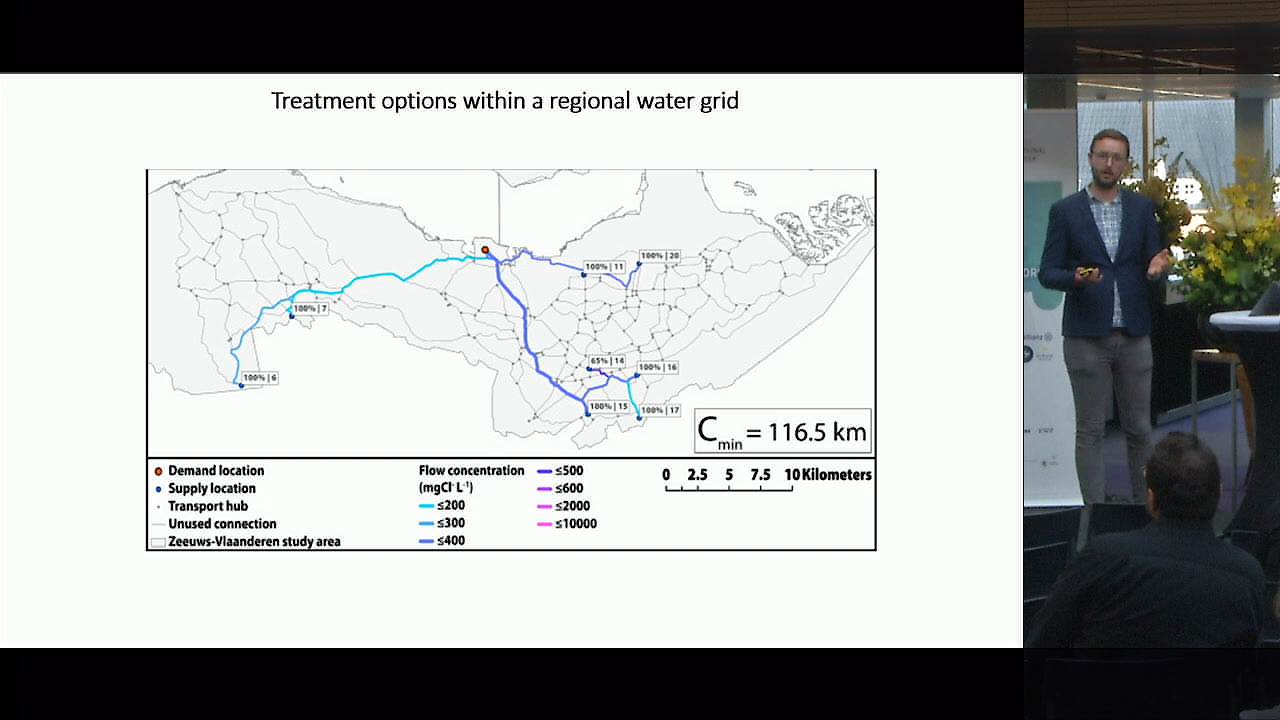 Treatment options within a regional water grid
100% | 20
100% | 11
100% | 7
65% | 14
100% | 16
100% | 6
100% | 15
100% | 17
Cmin = 116.5 km
Demand location
Supply location
Transport hub
Unused connection
Zeeuws-Vlaanderen study area
Flow concentration
(mgCl⁻ L⁻¹)
≤200
≤300
≤400
≤500
≤600
≤2000
≤10000
0 2.5 5 7.5 10 Kilometers